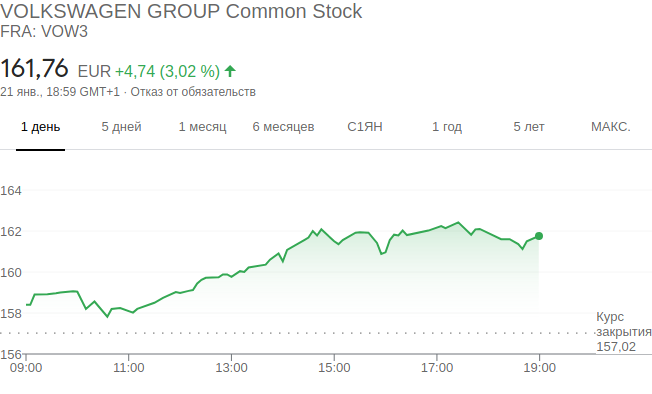 VOLKSWAGEN GROUP Common Stock
FRA: VOW3
161,76 EUR +4,74 (3,02 %)
21 янв., 18:59 GMT+1 · Отказ от обязательств
1 день 5 дней 1 месяц 6 месяцев С1ЯН 1 год 5 лет МАКС.
164
162
160
158
Курс
закрытия
157,02
156
09:00 11:00 13:00 15:00 17:00 19:00